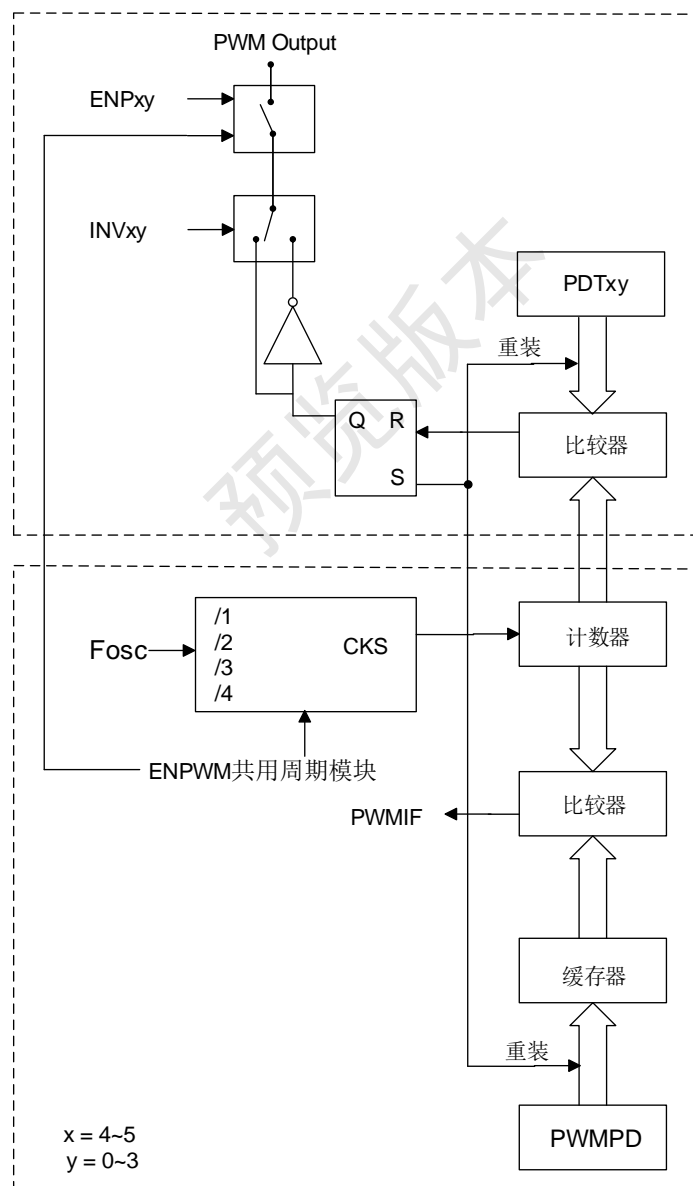 PWM Output
ENPxy
INVxy
PDTxy
重装
Q R
S
比较器
预览版本
/1
/2
/3
/4
CKS
Fosc
计数器
ENPWM共用周期模块
PWMIF
比较器
缓存器
重装
PWMPD
x = 4~5
y = 0~3